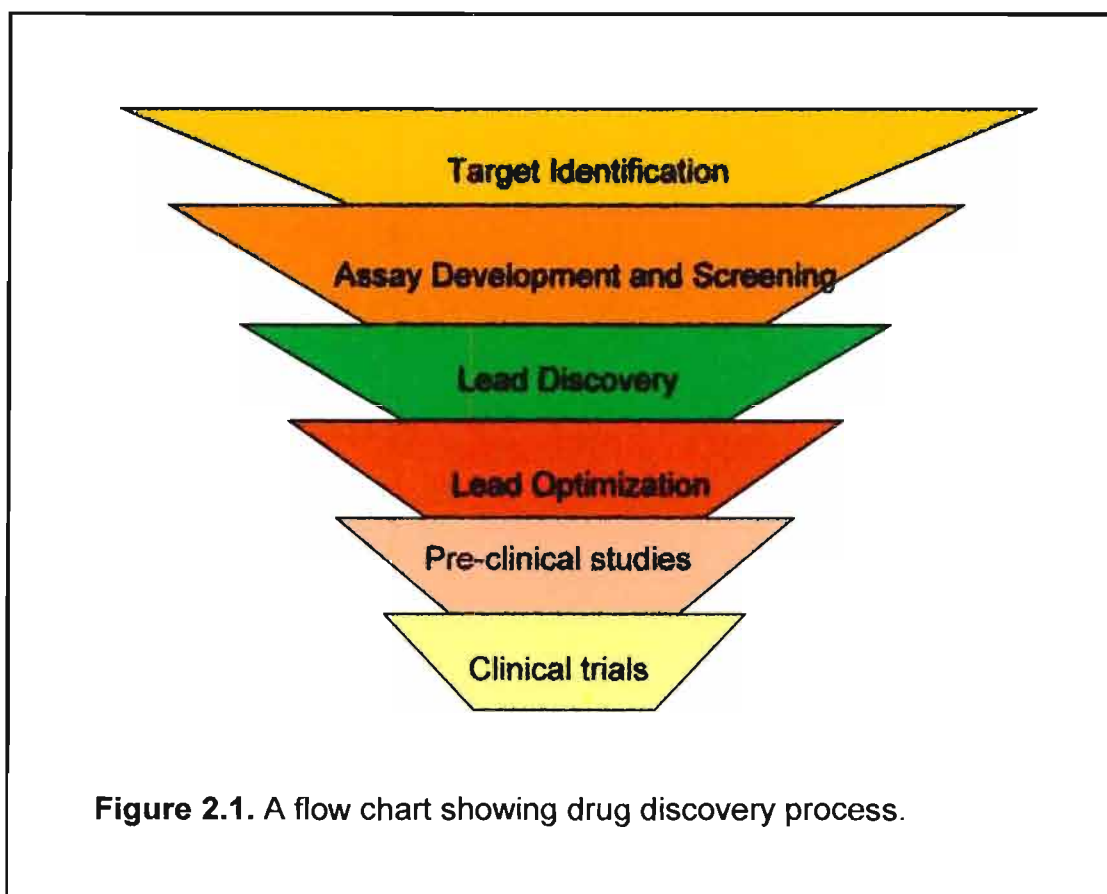 Target Identification
Assay Development and Screening
Lead Discovery
Lead Optimization
Pre-clinical studies
Clinical trials
Figure 2.1. A flow chart showing drug discovery process.